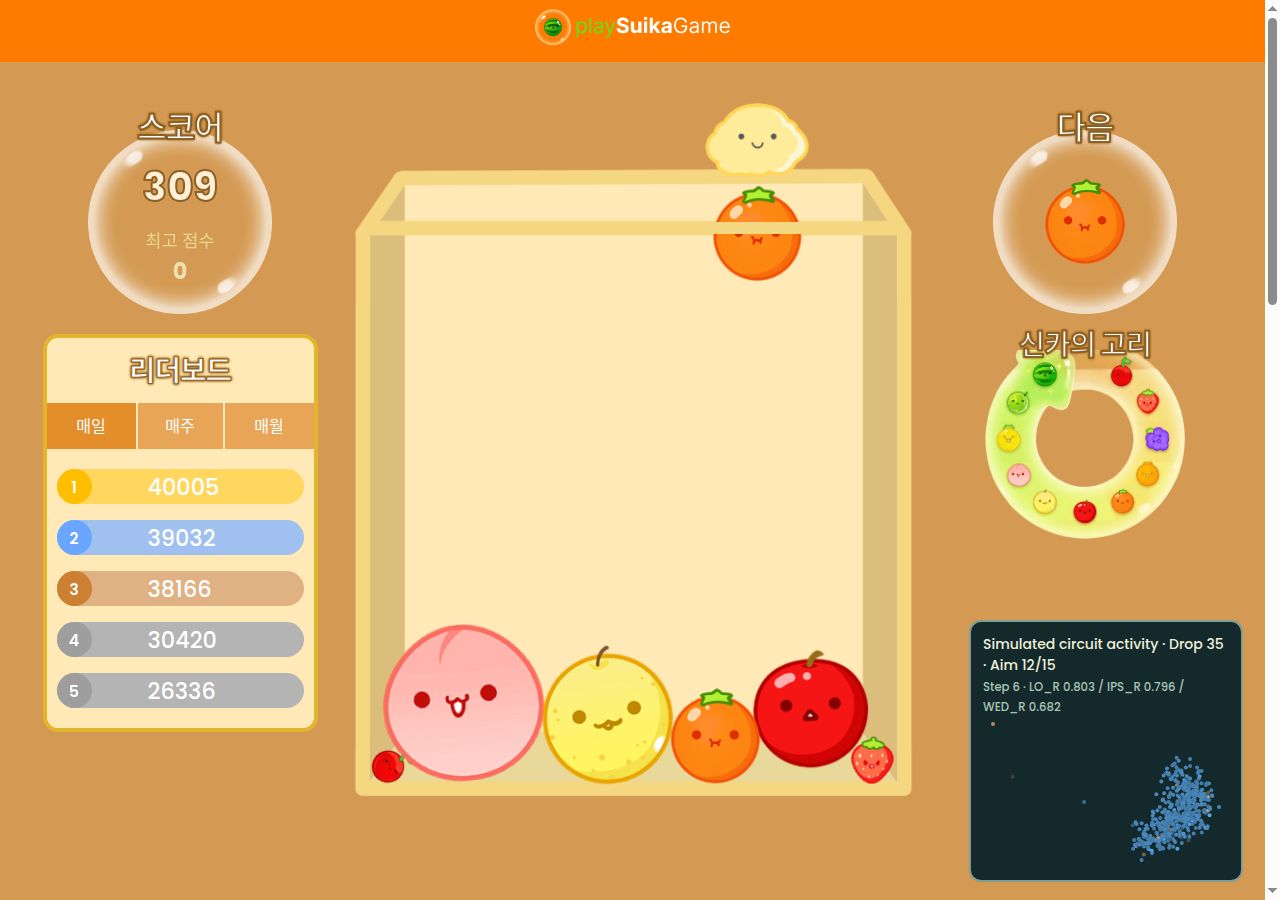 playSuikaGame
스코어
309
최고 점수
0
다음
리더보드
매일 매주 매월
1 40005
2 39032
3 38166
4 30420
5 26336
신카의 고리
Simulated circuit activity · Drop 35
· Aim 12/15
Step 6 · LO_R 0.803 / IPS_R 0.796 /
WED_R 0.682